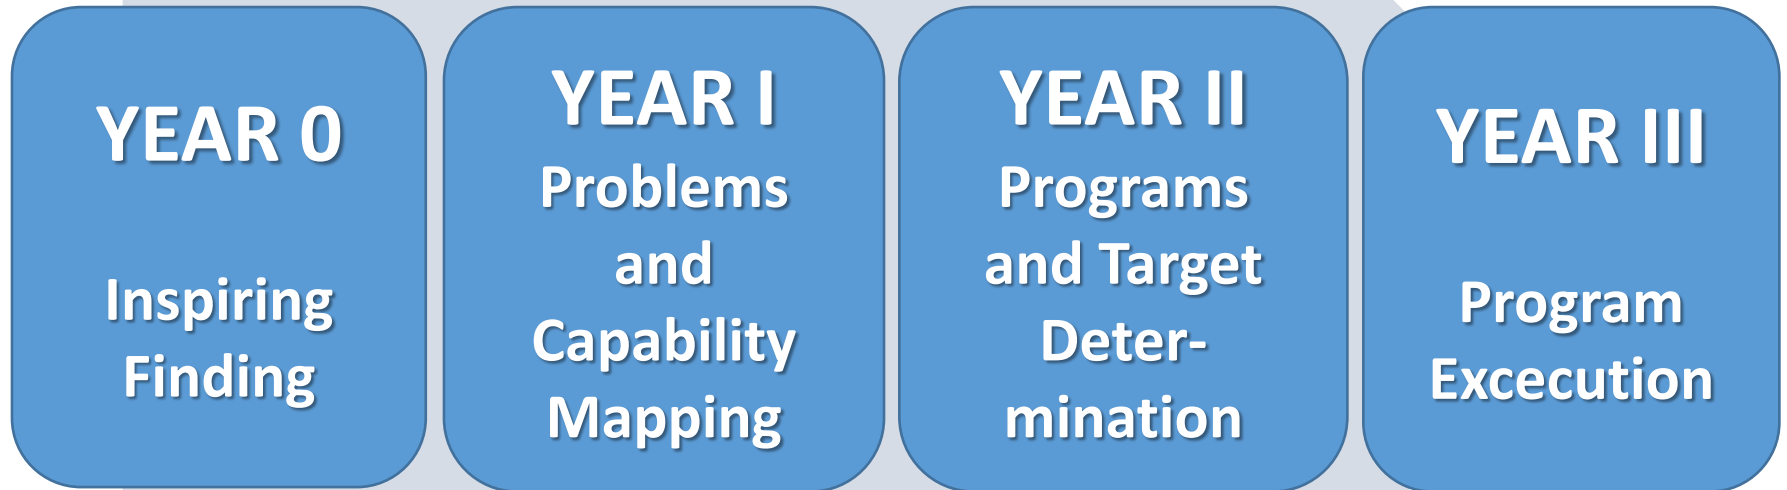 YEAR 0
Inspiring
Finding
YEAR I
Problems
and
Capability
Mapping
YEAR II
Programs
and Target
Deter-
mination
YEAR III
Program
Excecution